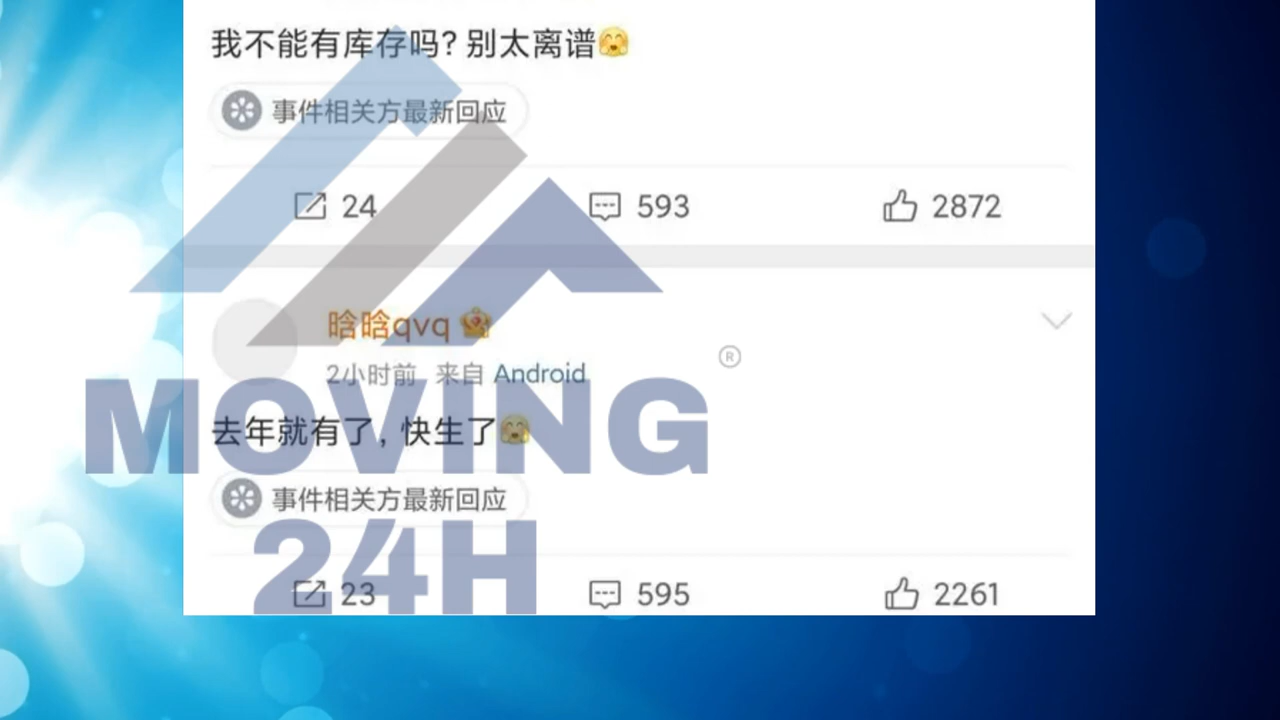 我不能有库存吗? 别太离谱
事件相关方最新回应
24
593
2872
晗晗qvq
2小时前 来自 Android
®
MOVING
去年就有了, 快生了
事件相关方最新回应
24H
23
595
2261